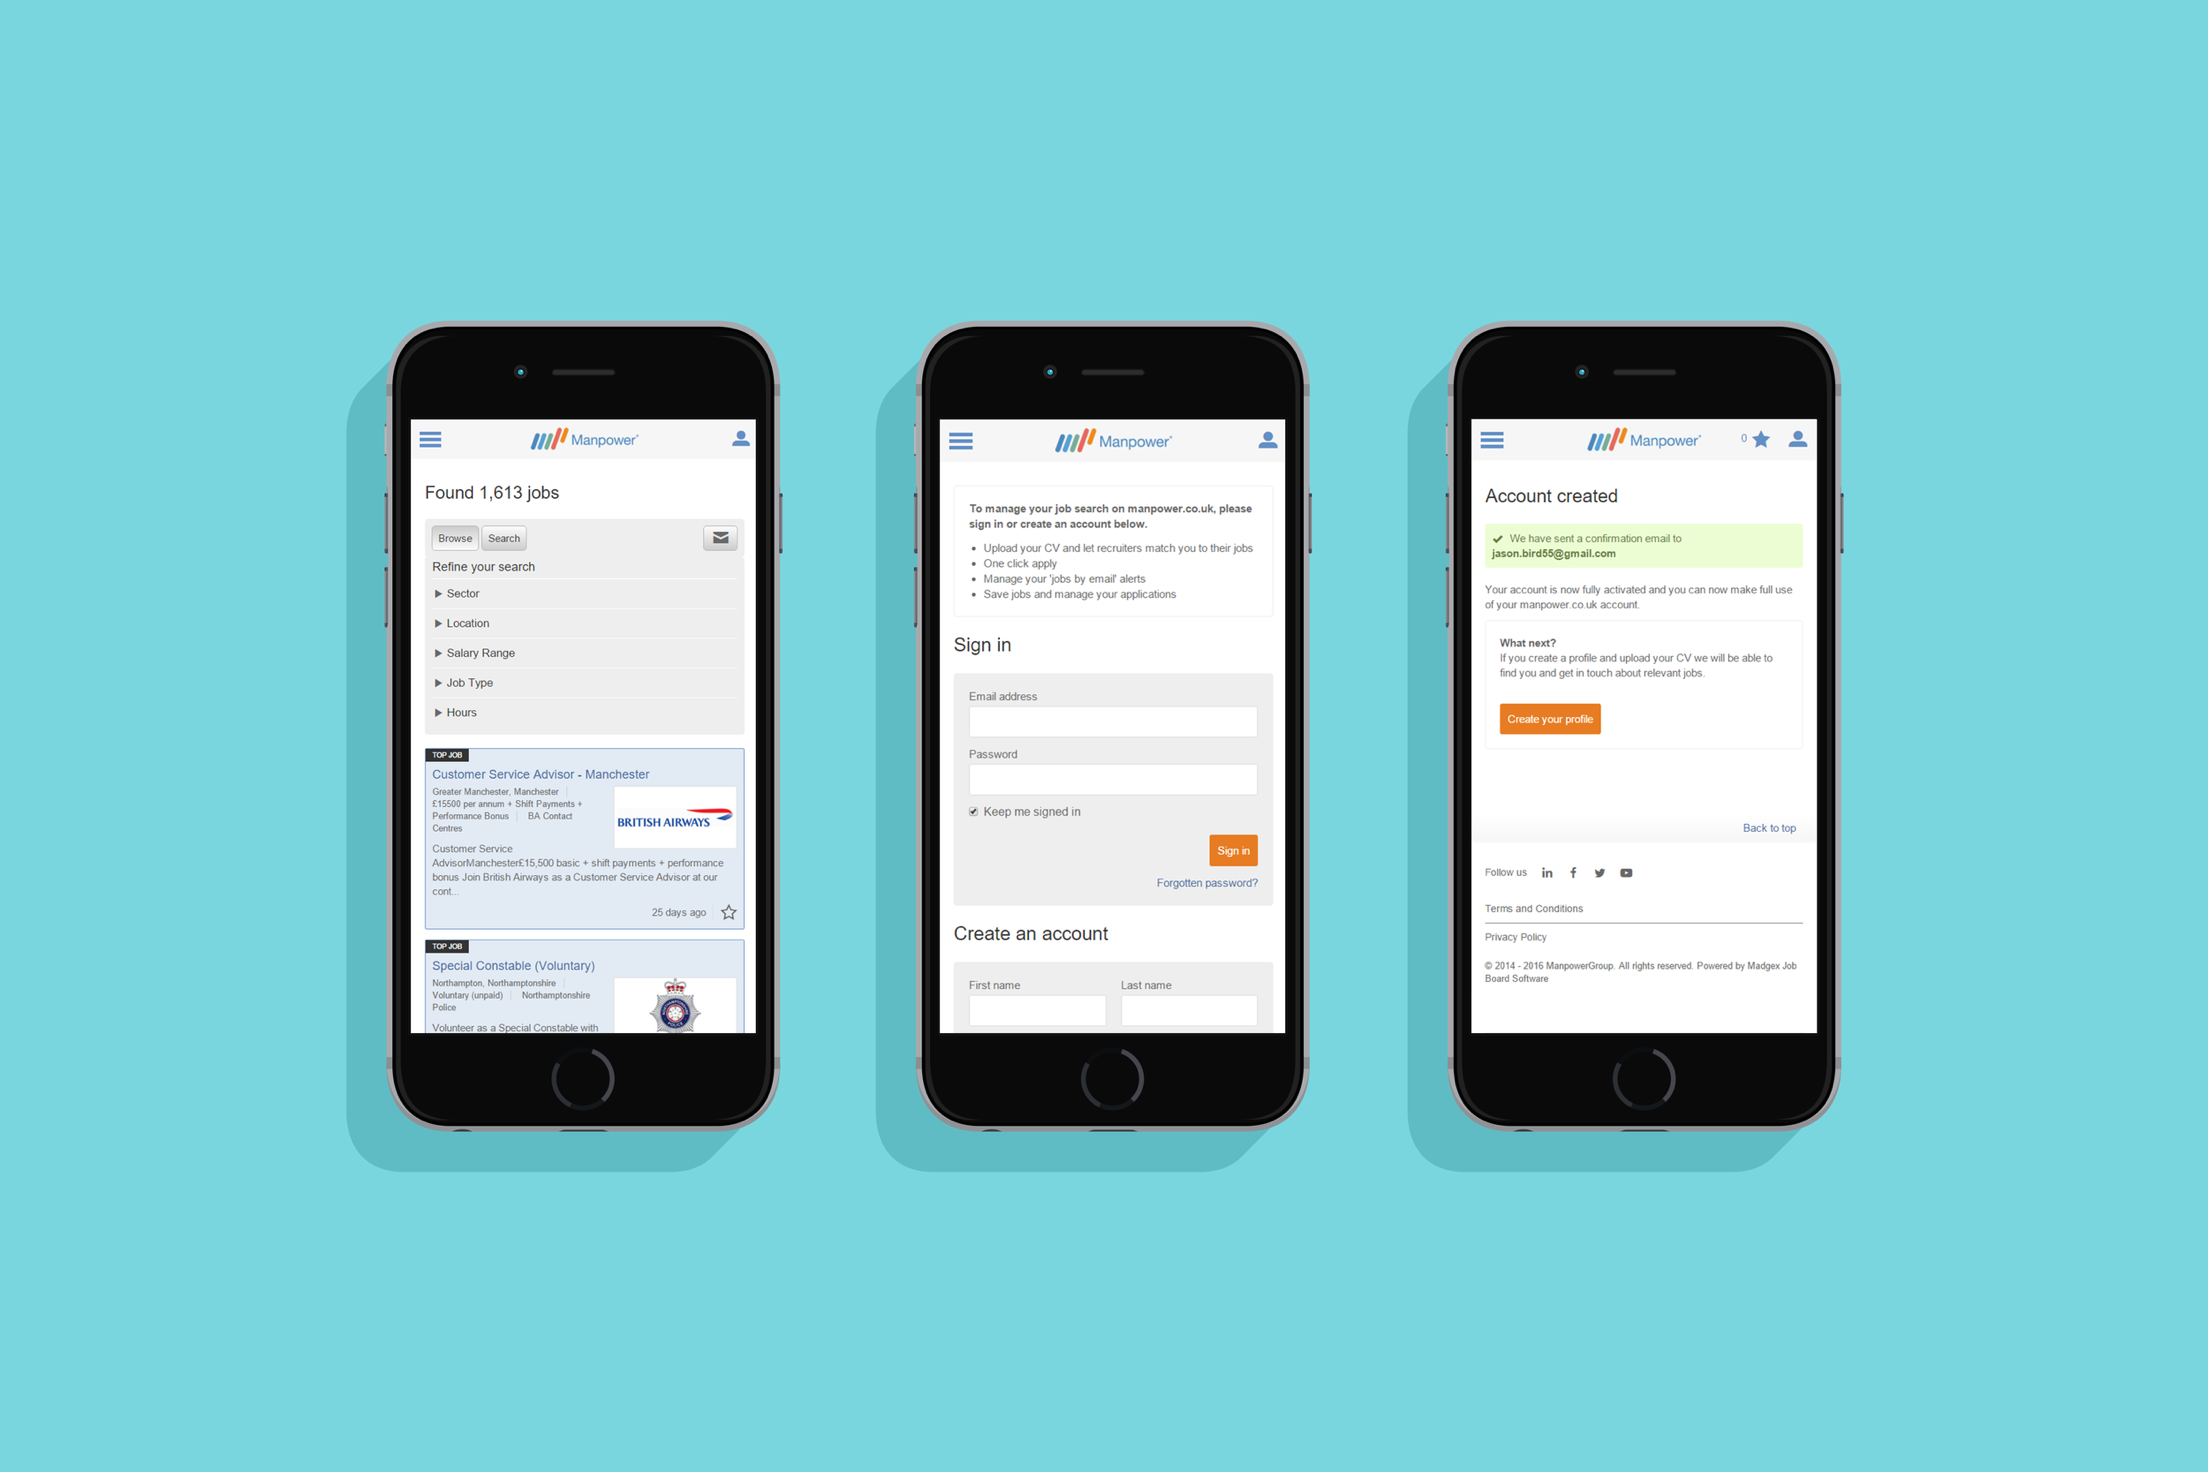 Manpower
Found 1,613 jobs
Browse
Search
Refine your search
Sector
Location
Salary Range
Job Type
Hours
TOP JOB
Customer Service Advisor - Manchester
Greater Manchester, Manchester
£15500 per annum + Shift Payments +
Performance Bonus
BA Contact
Centres
BRITISH AIRWAYS
Customer Service
AdvisorManchester£15,500 basic + shift payments + performance
bonus Join British Airways as a Customer Service Advisor at our
cont...
25 days ago
TOP JOB
Special Constable (Voluntary)
Northampton, Northamptonshire
Voluntary (unpaid)
Northamptonshire
Police
Volunteer as a Special Constable with
Manpower
To manage your job search on manpower.co.uk, please
sign in or create an account below.
• Upload your CV and let recruiters match you to their jobs
• One click apply
• Manage your 'jobs by email' alerts
• Save jobs and manage your applications
Sign in
Email address
Password
Keep me signed in
Sign in
Forgotten password?
Create an account
First name
Last name
Manpower
0
Account created
We have sent a confirmation email to
jason.bird55@gmail.com
Your account is now fully activated and you can now make full use
of your manpower.co.uk account.
What next?
If you create a profile and upload your CV we will be able to
find you and get in touch about relevant jobs.
Create your profile
Back to top
Follow us
Terms and Conditions
Privacy Policy
© 2014 - 2016 ManpowerGroup. All rights reserved. Powered by Madgex Job
Board Software